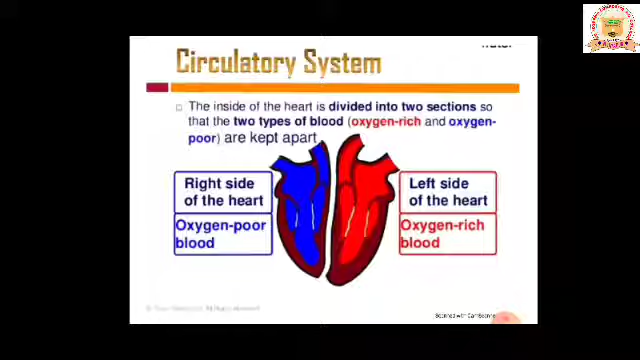 Circulatory System
The inside of the heart is divided into two sections so
that the two types of blood (oxygen-rich and oxygen-
poor) are kept apart
Right side
of the heart
Oxygen-poor
blood
Left side
of the heart
Oxygen-rich
blood
Scanned with CamScanner